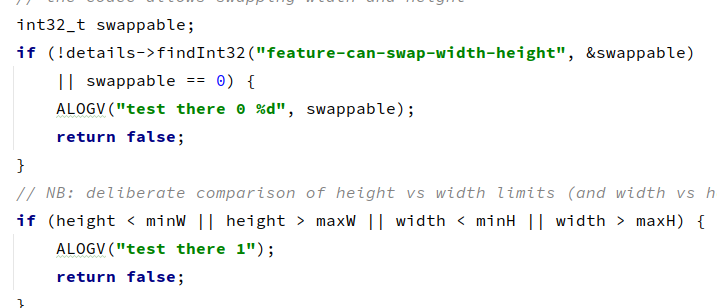 // the codec allows swapping width and height
int32_t swappable;
if (!details->findInt32("feature-can-swap-width-height", &swappable)
|| swappable == 0) {
ALOGV("test there 0 %d", swappable);
return false;
}
// NB: deliberate comparison of height vs width limits (and width vs h
if (height < minW || height > maxW || width < minH || width > maxH) {
ALOGV("test there 1");
return false;
}